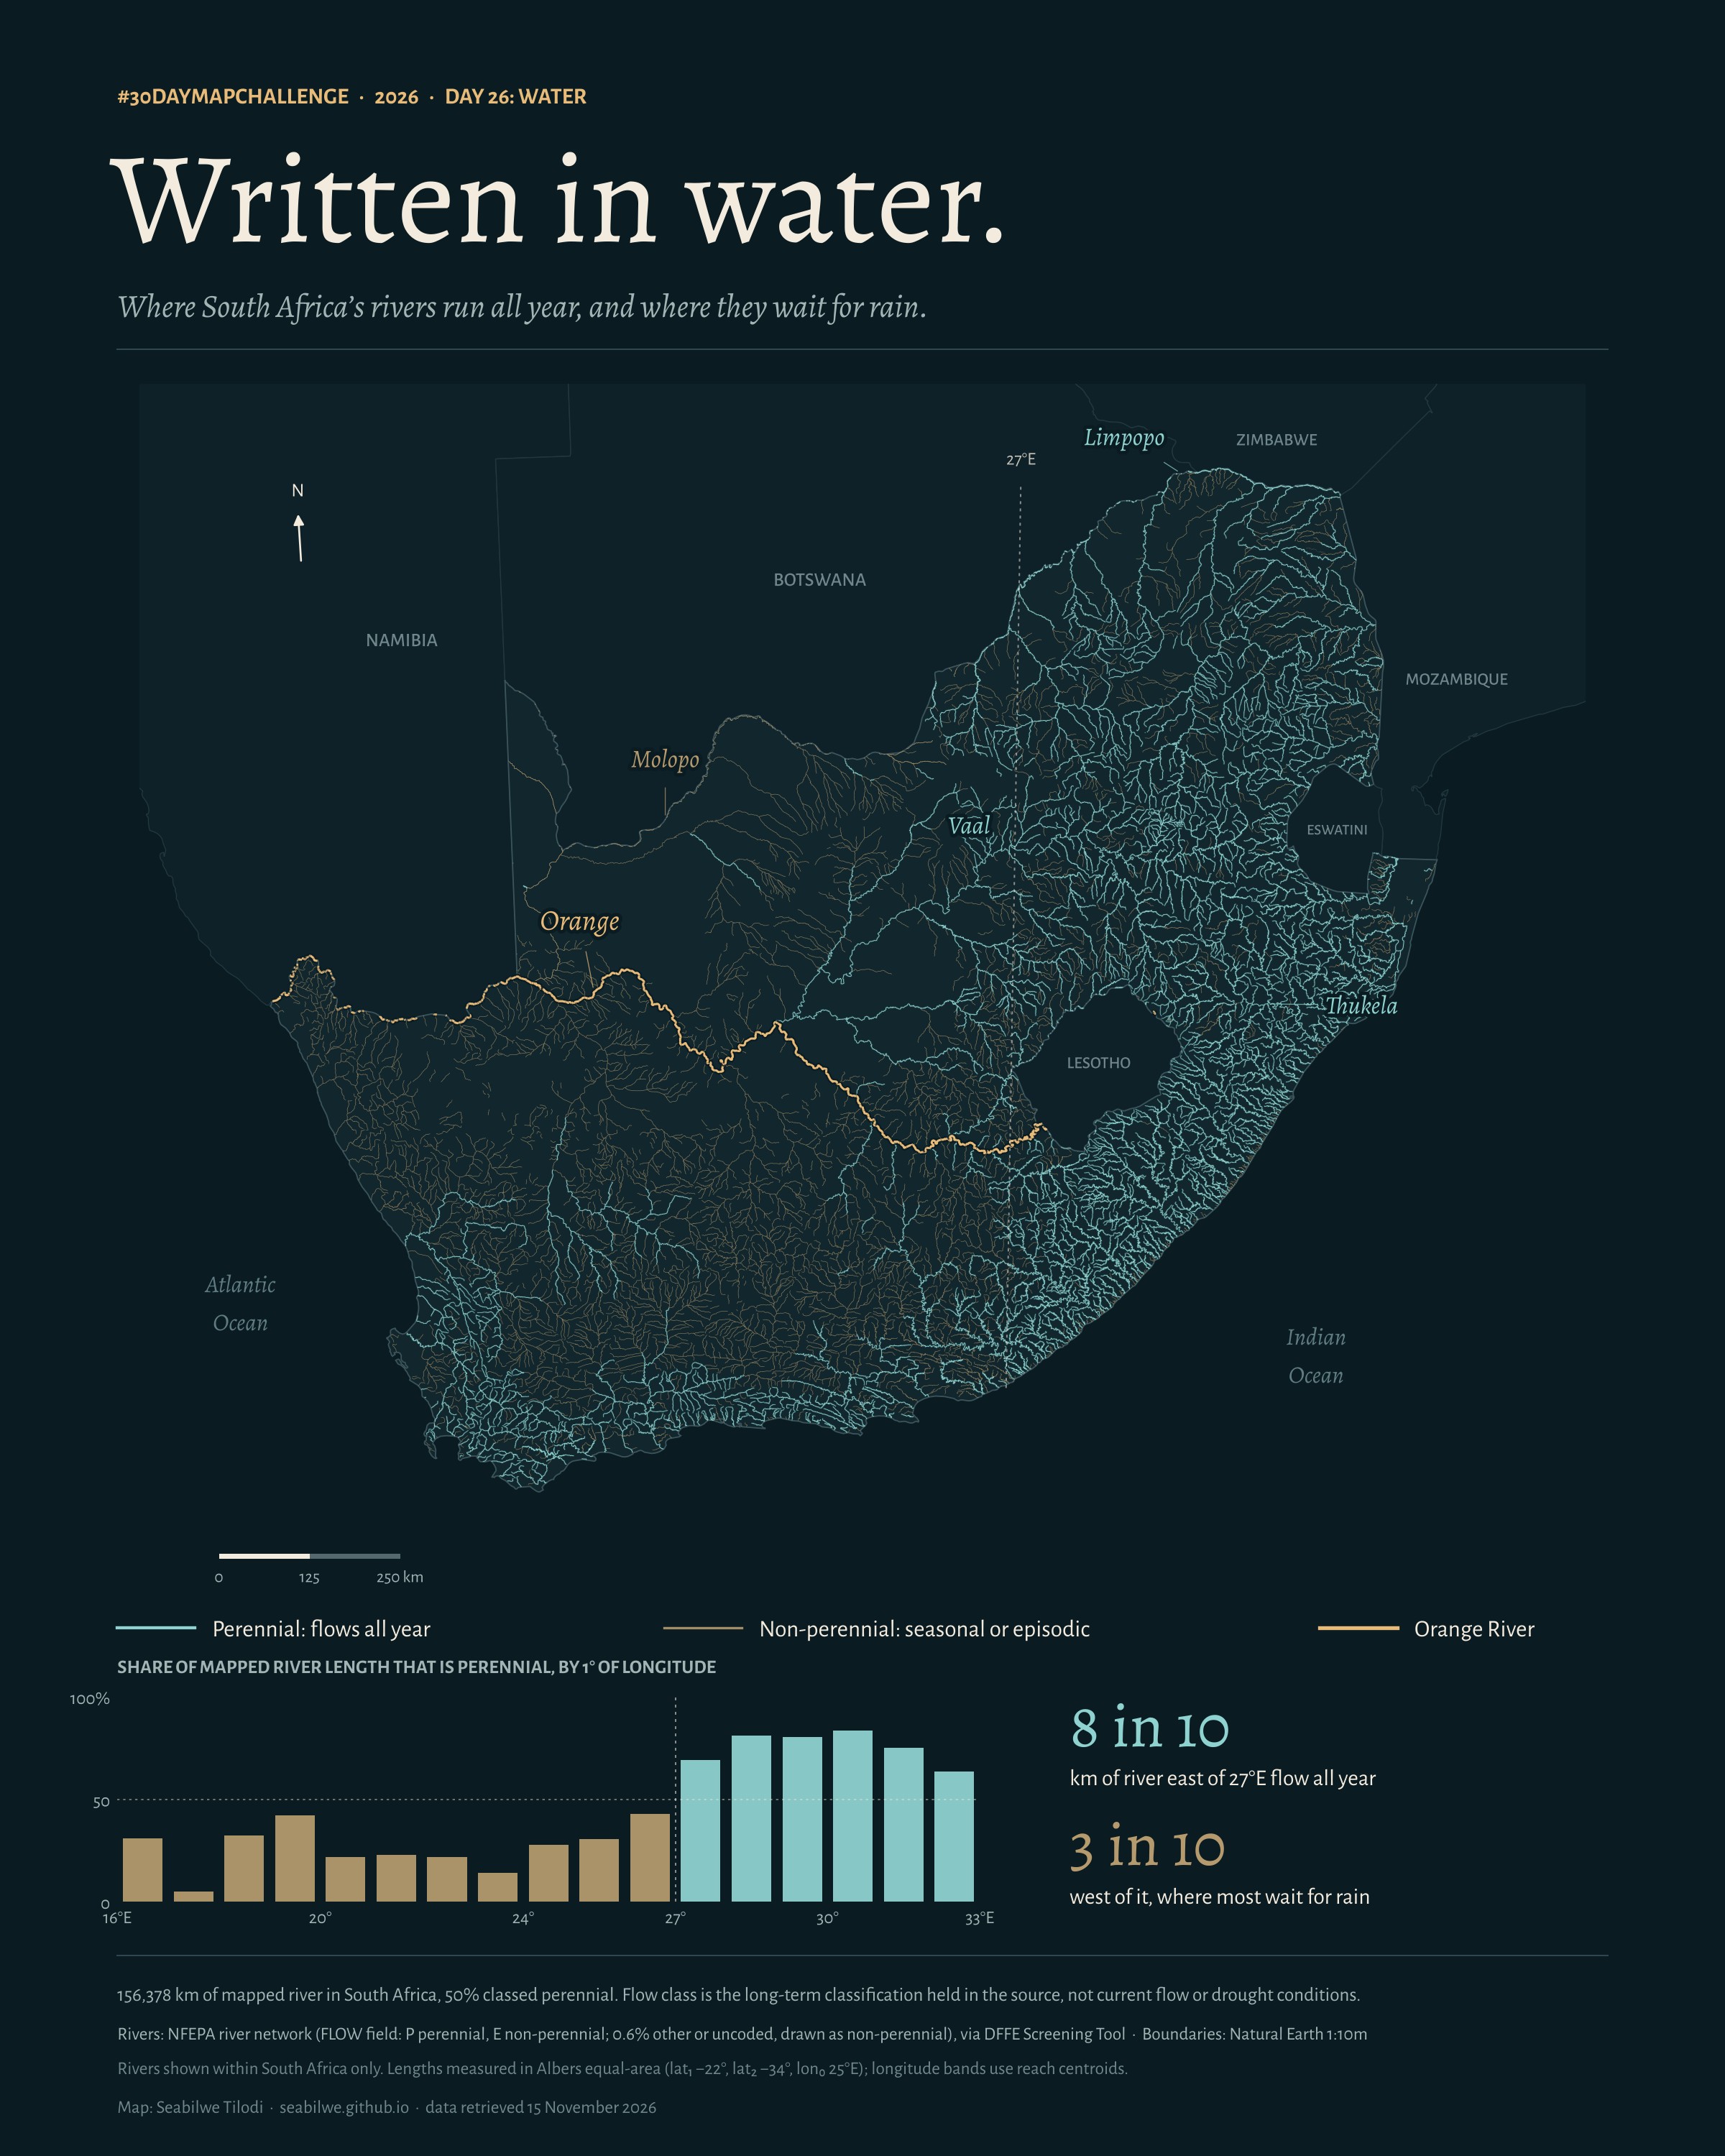 #30DAYMAPCHALLENGE · 2026 · DAY 26: WATER
Written in water.
Where South Africa's rivers run all year, and where they wait for rain.
Limpopo
ZIMBABWE
27°E
N
BOTSWANA
NAMIBIA
MOZAMBIQUE
Molopo
Vaal
ESWATINI
Orange
Thukela
LESOTHO
Atlantic
Ocean
Indian
Ocean
0 125 250 km
Perennial: flows all year
Non-perennial: seasonal or episodic
Orange River
SHARE OF MAPPED RIVER LENGTH THAT IS PERENNIAL, BY 1° OF LONGITUDE
100%
50
0
16°E 20° 24° 27° 30° 33°E
8 in 10
km of river east of 27°E flow all year
3 in 10
west of it, where most wait for rain
156,378 km of mapped river in South Africa, 50% classed perennial. Flow class is the long-term classification held in the source, not current flow or drought conditions.
Rivers: NFEPA river network (FLOW field: P perennial, E non-perennial; 0.6% other or uncoded, drawn as non-perennial), via DFFE Screening Tool · Boundaries: Natural Earth 1:10m
Rivers shown within South Africa only. Lengths measured in Albers equal-area (lat₁ −22°, lat₂ −34°, lon₀ 25°E); longitude bands use reach centroids.
Map: Seabilwe Tilodi · seabilwe.github.io · data retrieved 15 November 2026